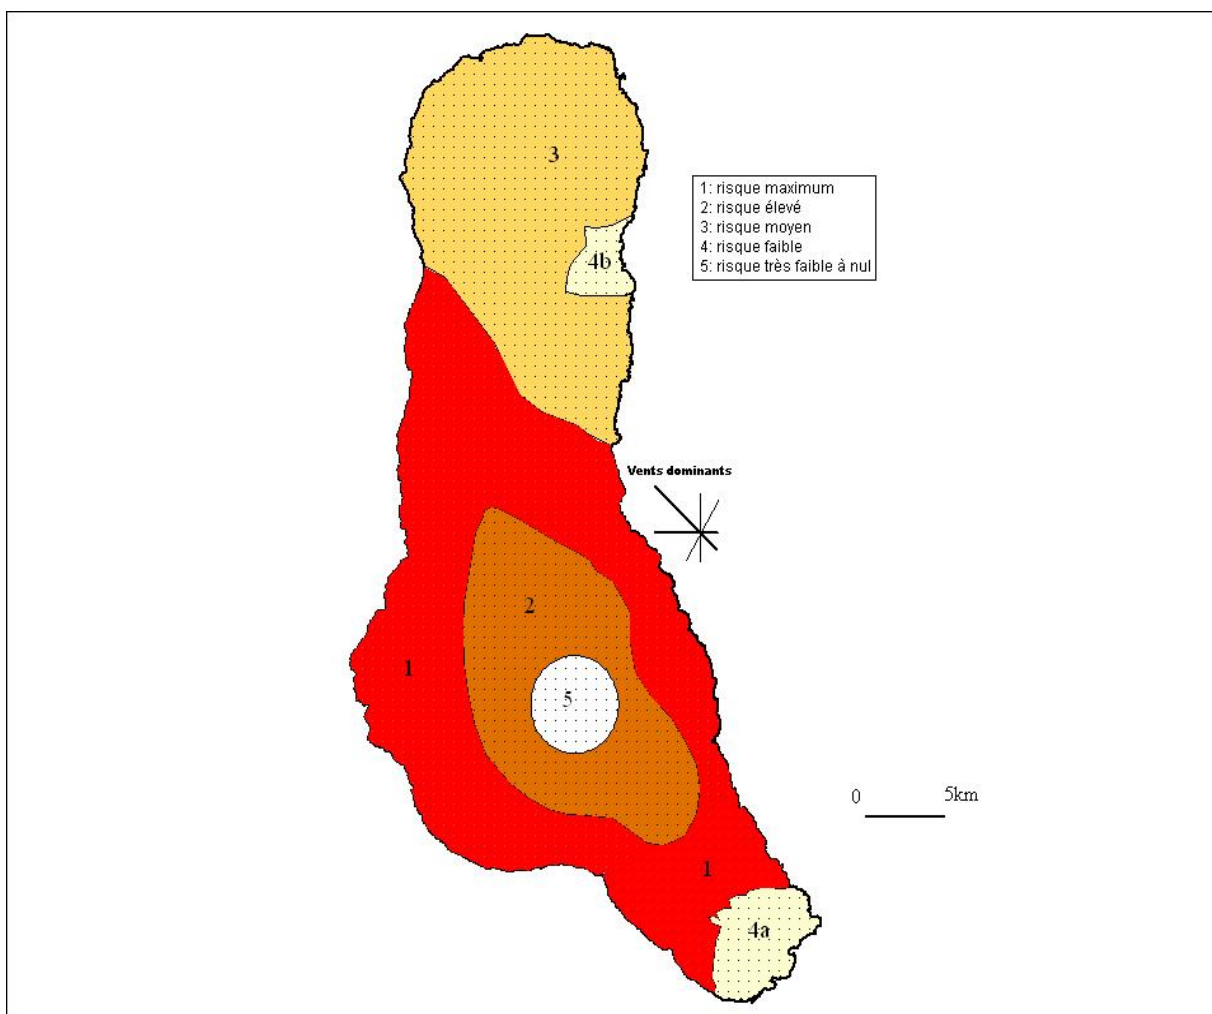 3
1: risque maximum
2: risque élevé
3: risque moyen
4: risque faible
5: risque très faible à nul
4b
Vents dominants
2
1
5
0 5km
1
4a